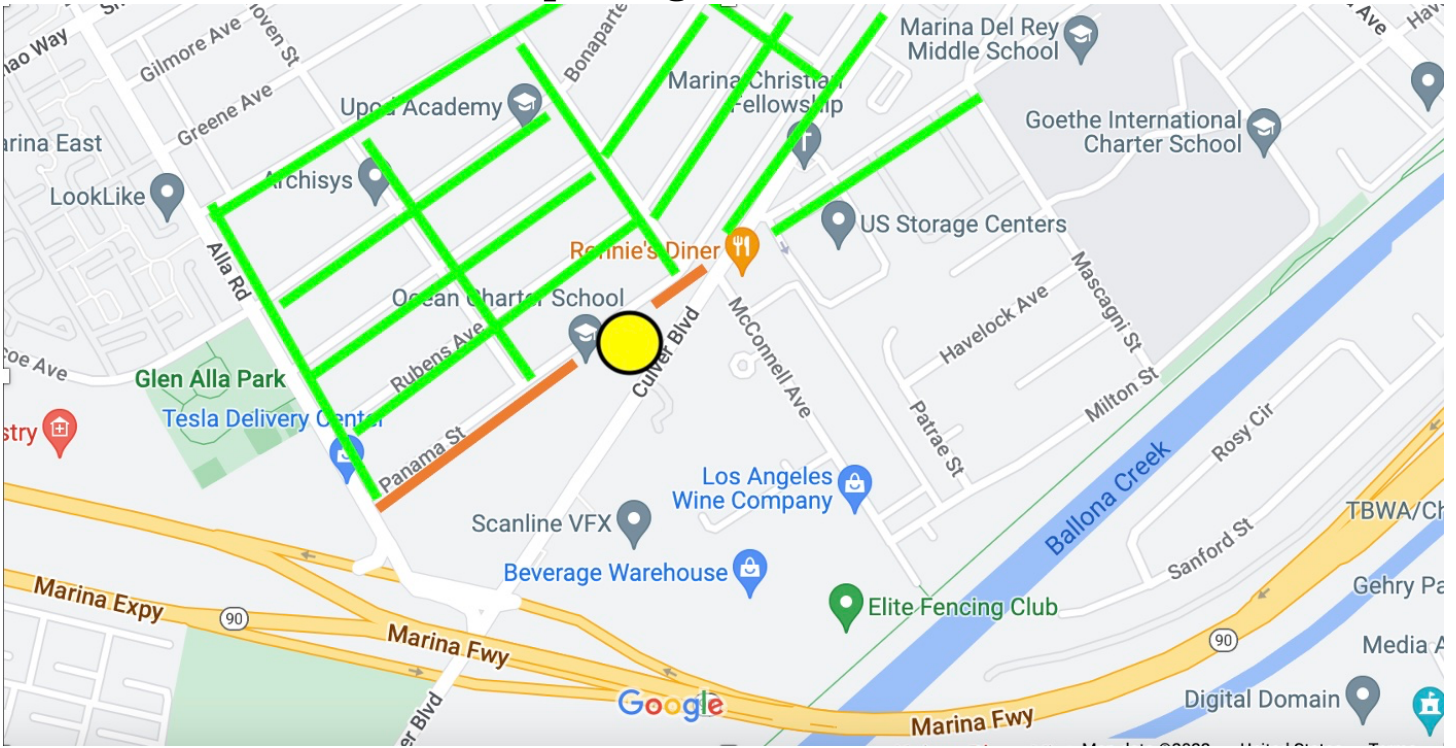 Gilmore Ave
Greene Ave
Bonaparte
Marina Del Rey
Middle School
Marina Christian
Fellowship
Upod Academy
Goethe International
Charter School
Archisys
LookLike
US Storage Centers
Ronnie's Diner
Alla Rd
Ocean Charter School
Rubens Ave
Culver Blvd
McConnell Ave
Havelock Ave
Mascagni St
Milton St
Glen Alla Park
Tesla Delivery Center
Panama St
Patrae St
Rosy Cir
Los Angeles
Wine Company
Ballona Creek
Scanline VFX
Sanford St
TBWA/Ch
Beverage Warehouse
Elite Fencing Club
Gehry Pa
Marina Expy
90
Marina Fwy
90
Media A
Google
Digital Domain
Marina Fwy
er Blvd